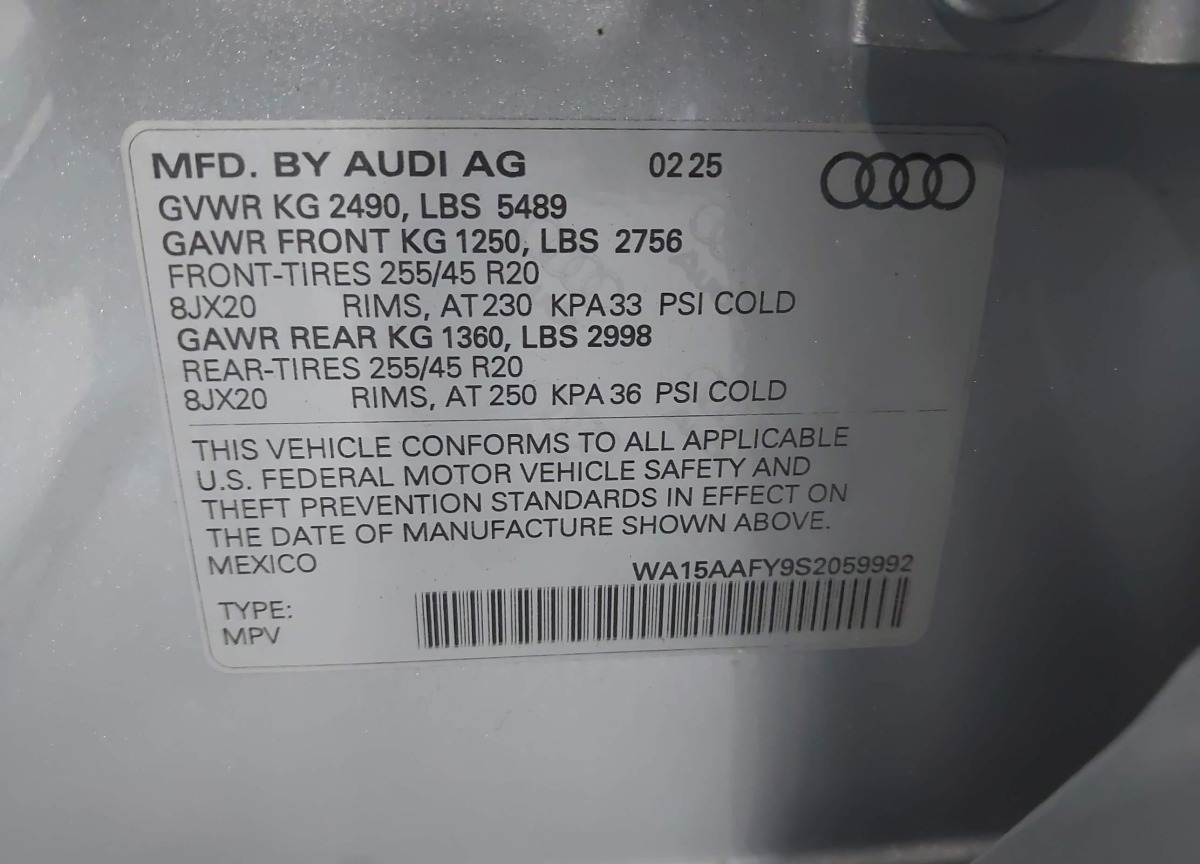 MFD. BY AUDI AG 02 25
GVWR KG 2490, LBS 5489
GAWR FRONT KG 1250, LBS 2756
FRONT-TIRES 255/45 R20
8JX20 RIMS, AT 230 KPA 33 PSI COLD
GAWR REAR KG 1360, LBS 2998
REAR-TIRES 255/45 R20
8JX20 RIMS, AT 250 KPA 36 PSI COLD
THIS VEHICLE CONFORMS TO ALL APPLICABLE
U.S. FEDERAL MOTOR VEHICLE SAFETY AND
THEFT PREVENTION STANDARDS IN EFFECT ON
THE DATE OF MANUFACTURE SHOWN ABOVE.
MEXICO
WA15AAFY9S2059992
TYPE:
MPV